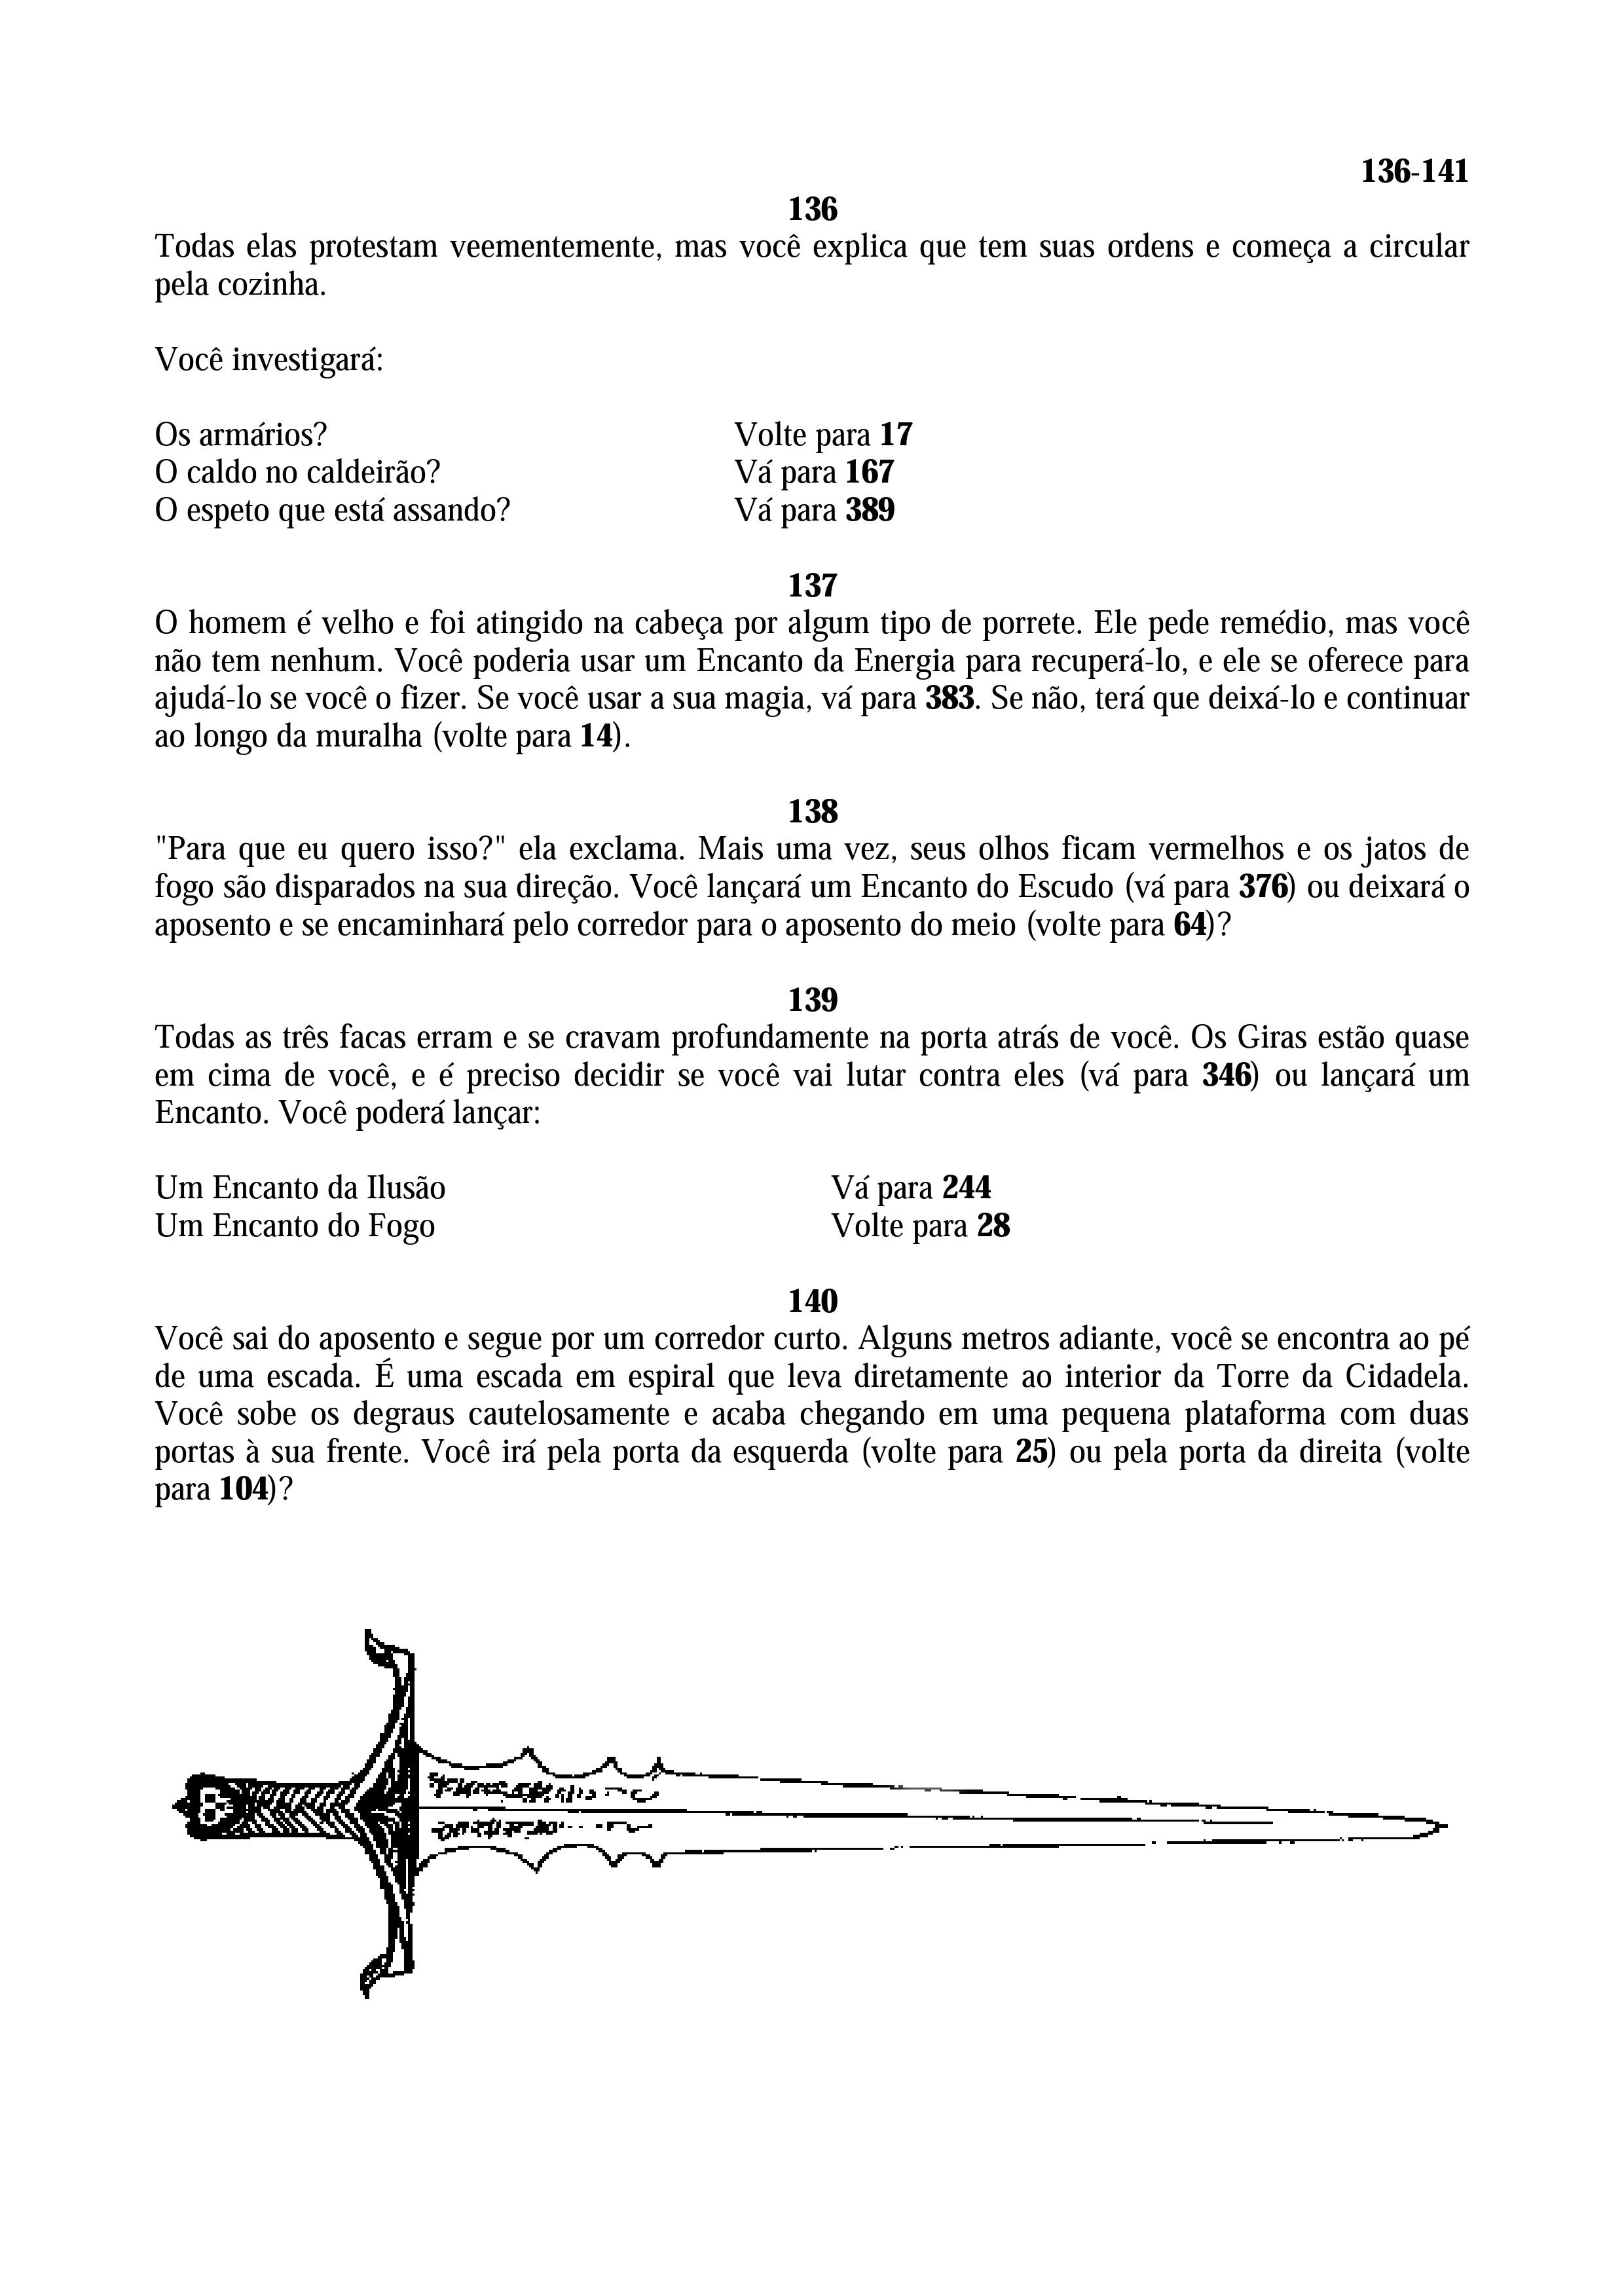 136-141
136
Todas elas protestam veementemente, mas você explica que tem suas ordens e começa a circular
pela cozinha.
Você investigará:
Os armários? Volte para 17
O caldo no caldeirão? Vá para 167
O espeto que está assando? Vá para 389
137
O homem é velho e foi atingido na cabeça por algum tipo de porrete. Ele pede remédio, mas você
não tem nenhum. Você poderia usar um Encanto da Energia para recuperá-lo, e ele se oferece para
ajudá-lo se você o fizer. Se você usar a sua magia, vá para 383. Se não, terá que deixá-lo e continuar
ao longo da muralha (volte para 14).
138
"Para que eu quero isso?" ela exclama. Mais uma vez, seus olhos ficam vermelhos e os jatos de
fogo são disparados na sua direção. Você lançará um Encanto do Escudo (vá para 376) ou deixará o
aposento e se encaminhará pelo corredor para o aposento do meio (volte para 64)?
139
Todas as três facas erram e se cravam profundamente na porta atrás de você. Os Giras estão quase
em cima de você, e é preciso decidir se você vai lutar contra eles (vá para 346) ou lançará um
Encanto. Você poderá lançar:
Um Encanto da Ilusão Vá para 244
Um Encanto do Fogo Volte para 28
140
Você sai do aposento e segue por um corredor curto. Alguns metros adiante, você se encontra ao pé
de uma escada. É uma escada em espiral que leva diretamente ao interior da Torre da Cidadela.
Você sobe os degraus cautelosamente e acaba chegando em uma pequena plataforma com duas
portas à sua frente. Você irá pela porta da esquerda (volte para 25) ou pela porta da direita (volte
para 104)?